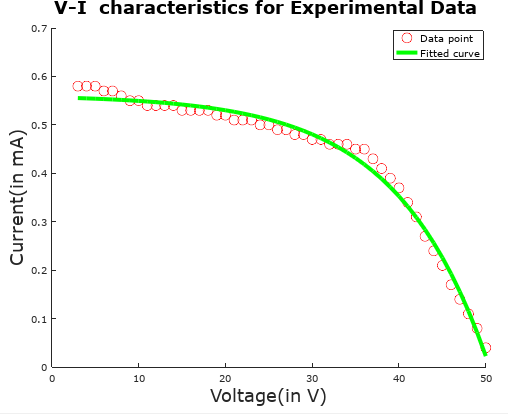 V-I characteristics for Experimental Data
0.7
Data point
Fitted curve
0.6
0.5
0.4
0.3
0.2
0.1
0
Current(in mA)
0 10 20 30 40 50
Voltage(in V)